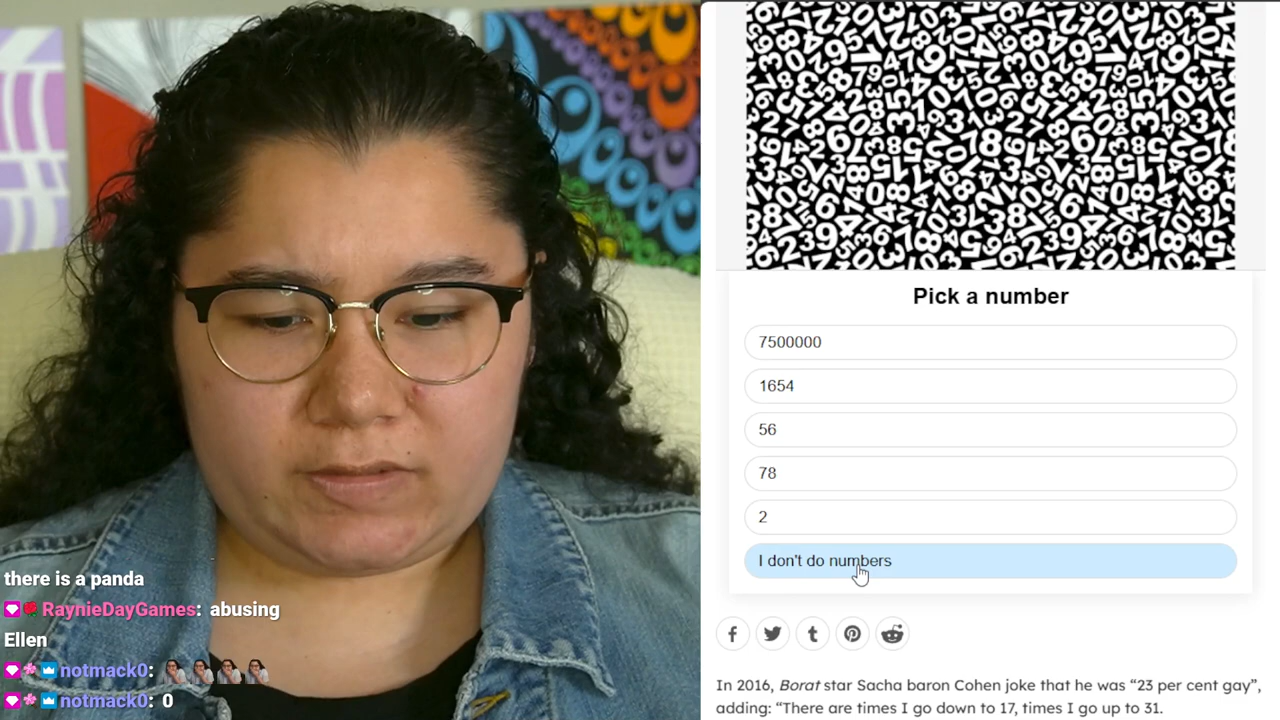 there is a panda
RaynieDayGames: abusing
Ellen
notmack0:
notmack0: 0
Pick a number
7500000
1654
56
78
2
I don't do numbers
In 2016, Borat star Sacha baron Cohen joke that he was “23 per cent gay”,
adding: “There are times I go down to 17, times I go up to 31.